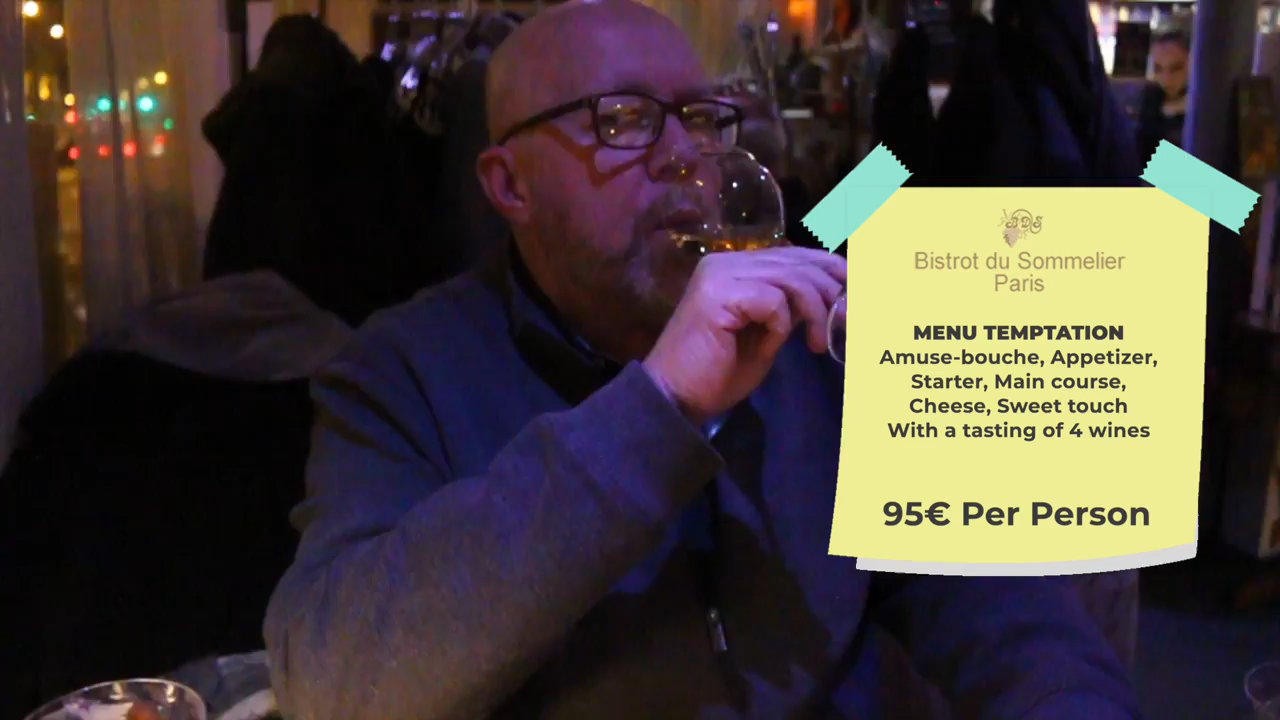 BDS
Bistrot du Sommelier
Paris
MENU TEMPTATION
Amuse-bouche, Appetizer,
Starter, Main course,
Cheese, Sweet touch
With a tasting of 4 wines
95€ Per Person